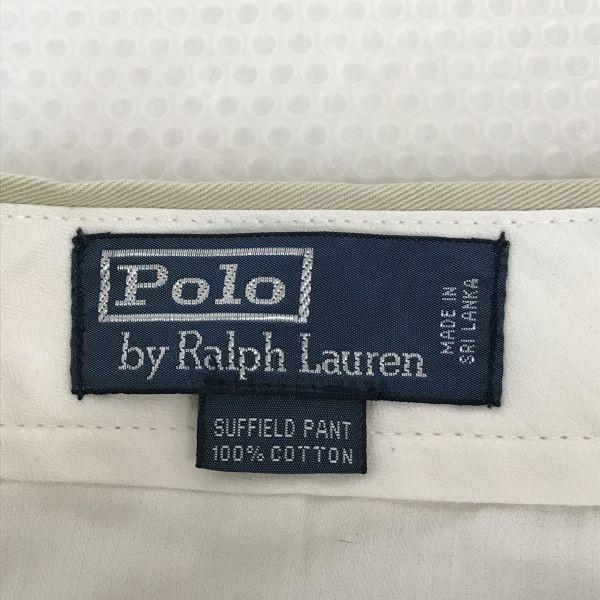 Polo
by Ralph Lauren
MADE IN
SRI LANKA
SUFFIELD PANT
100% COTTON